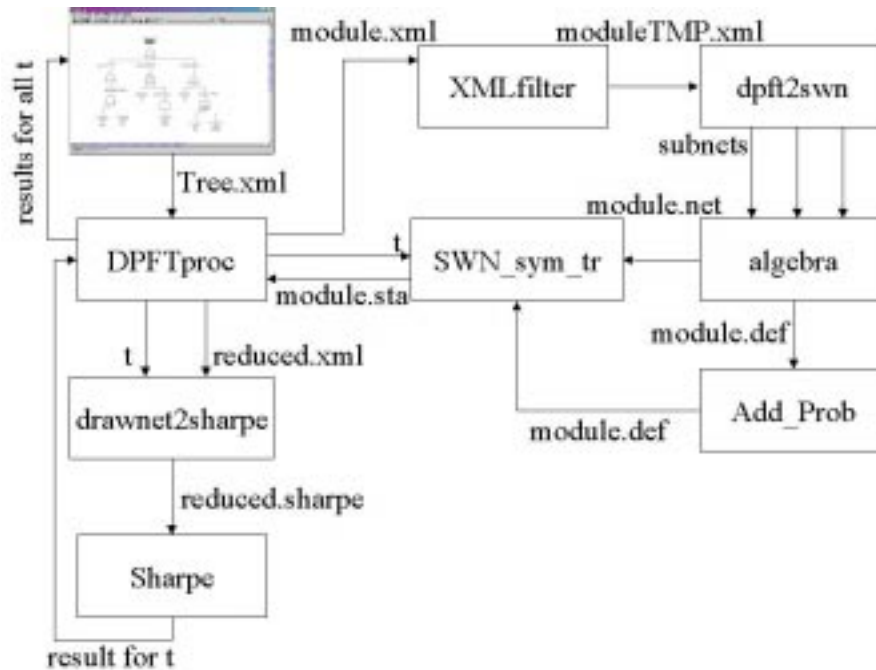 module.xml
moduleTMP.xml
results for all t
XMLfilter
dpft2swn
Tree.xml
subnets
module.net
DPFTproc
t
SWN_sym_tr
algebra
module.sta
module.def
t
reduced.xml
drawnet2sharpe
Add_Prob
module.def
reduced.sharpe
Sharpe
result for t